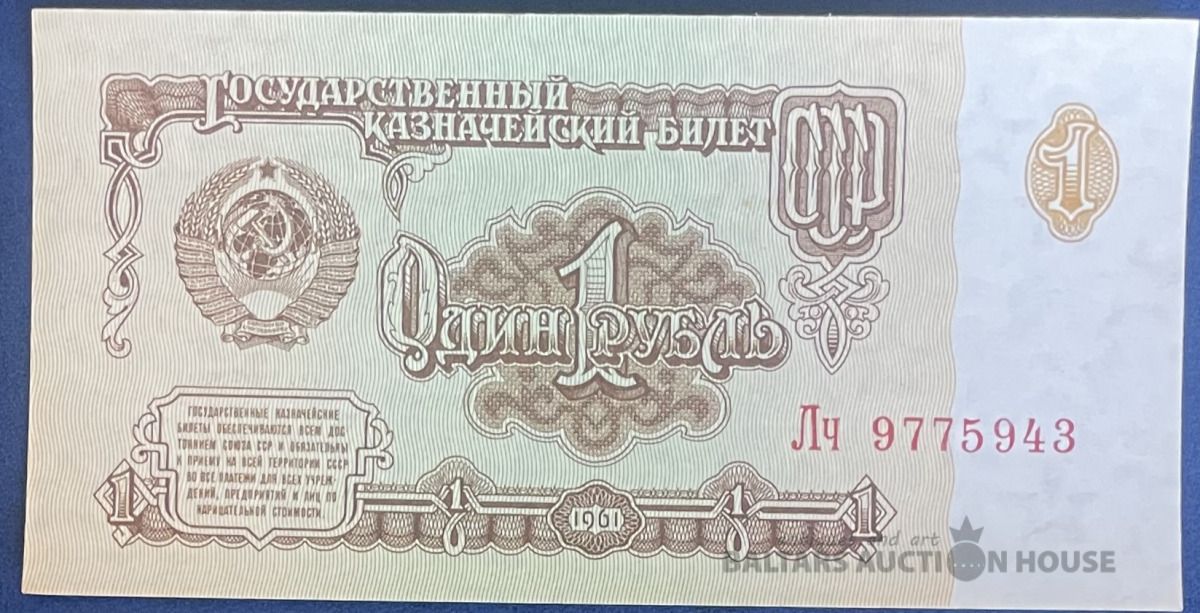 ГОСУДАРСТВЕННЫЙ
КАЗНАЧЕЙСКИЙ БИЛЕТ
СССР
1
1
ОДИН РУБЛЬ
ГОСУДАРСТВЕННЫЕ КАЗНАЧЕЙСКИЕ
БИЛЕТЫ ОБЕСПЕЧИВАЮТСЯ ВСЕМ ДОС-
ТОЯНИЕМ СОЮЗА ССР И ОБЯЗАТЕЛЬНЫ
К ПРИЕМУ НА ВСЕЙ ТЕРРИТОРИИ СССР
ВО ВСЕ ПЛАТЕЖИ ДЛЯ ВСЕХ УЧРЕЖ-
ДЕНИЙ, ПРЕДПРИЯТИЙ И ЛИЦ ПО
НАРИЦАТЕЛЬНОЙ СТОИМОСТИ.
Лч 9775943
1 1 1961 1 1
and art
BALTARS AUCTION HOUSE